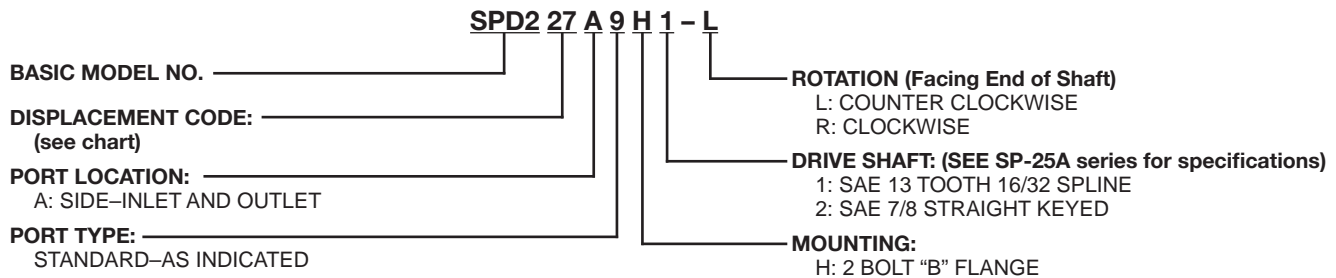 SPD2 27 A 9 H 1 – L
BASIC MODEL NO.
DISPLACEMENT CODE:
(see chart)
PORT LOCATION:
A: SIDE–INLET AND OUTLET
PORT TYPE:
STANDARD–AS INDICATED
ROTATION (Facing End of Shaft)
L: COUNTER CLOCKWISE
R: CLOCKWISE
DRIVE SHAFT: (SEE SP-25A series for specifications)
1: SAE 13 TOOTH 16/32 SPLINE
2: SAE 7/8 STRAIGHT KEYED
MOUNTING:
H: 2 BOLT “B” FLANGE